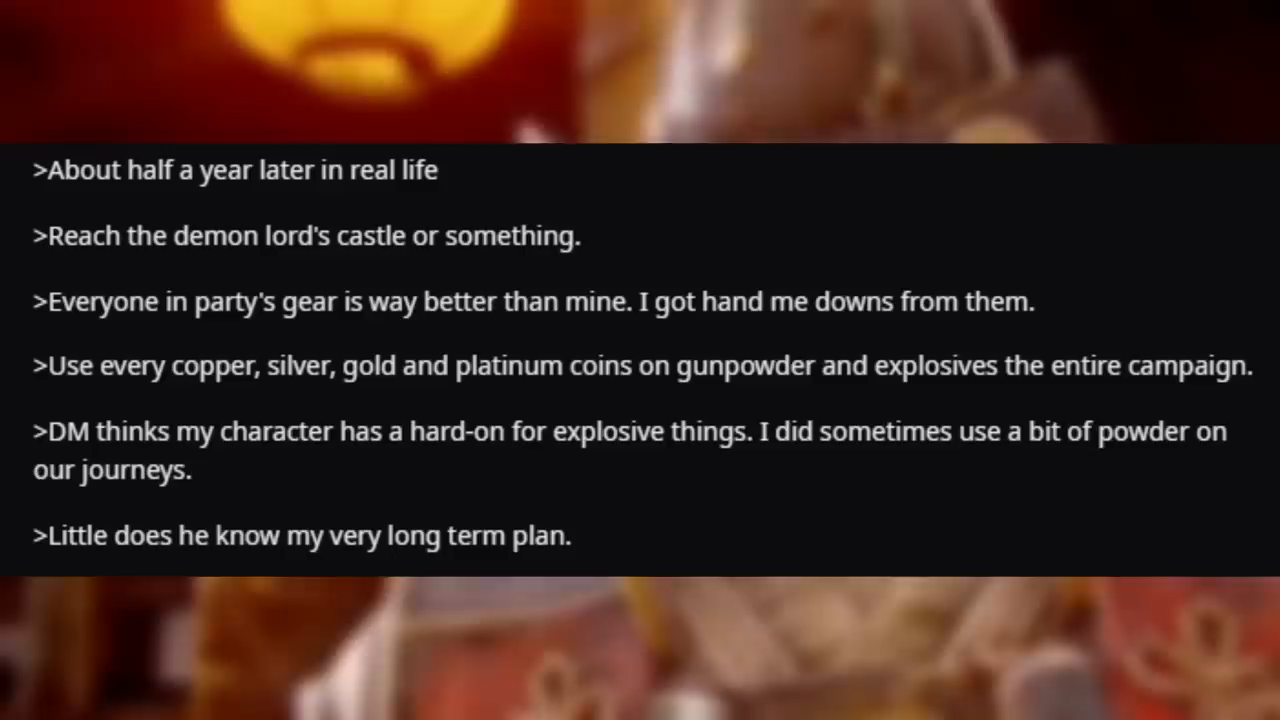 >About half a year later in real life
>Reach the demon lord's castle or something.
>Everyone in party's gear is way better than mine. I got hand me downs from them.
>Use every copper, silver, gold and platinum coins on gunpowder and explosives the entire campaign.
>DM thinks my character has a hard-on for explosive things. I did sometimes use a bit of powder on
our journeys.
>Little does he know my very long term plan.